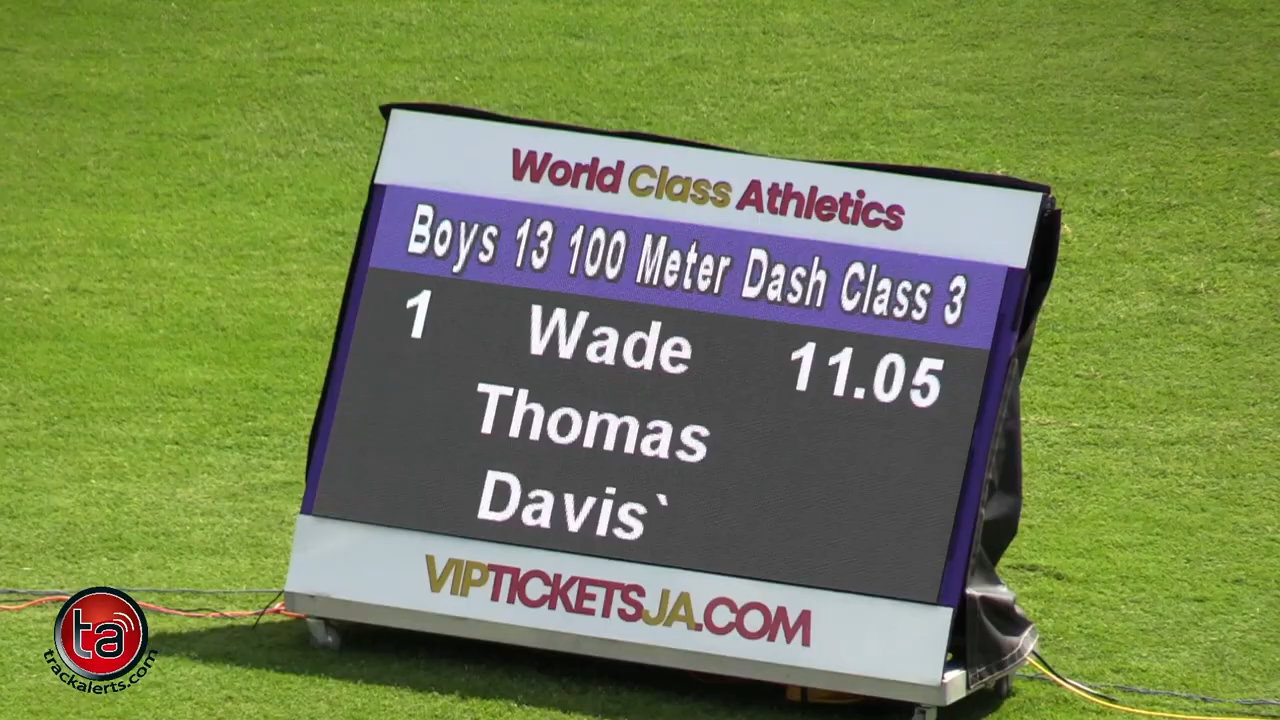 World Class Athletics
Boys 13 100 Meter Dash Class 3
1 Wade 11.05
Thomas
Davis`
VIPTICKETSJA.COM
ta
trackalerts.com